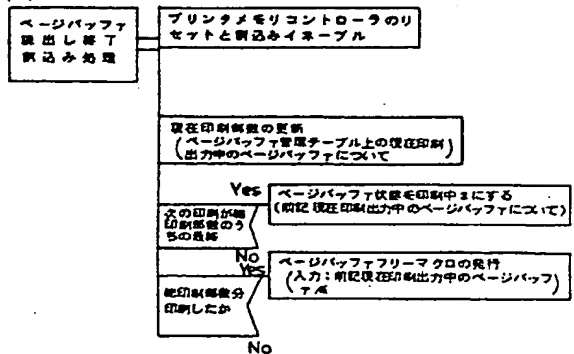 ページバッファ
読出し終了
割込み処理
プリンタメモリコントローラのリ
セットと割込みイネーブル
現在印刷部数の更新
(ページバッファ管理テーブル上の現在印刷
出力中のページバッファについて)
Yes
ページバッファ状態を印刷中2にする
(前記現在印刷出力中のページバッファについて)
次の印刷が総
印刷部数のう
ちの最終
No
Yes
ページバッファフリーマクロの発行
(入力:前記現在印刷出力中のページバッフ
ァ
総印刷部数分
印刷したか
No